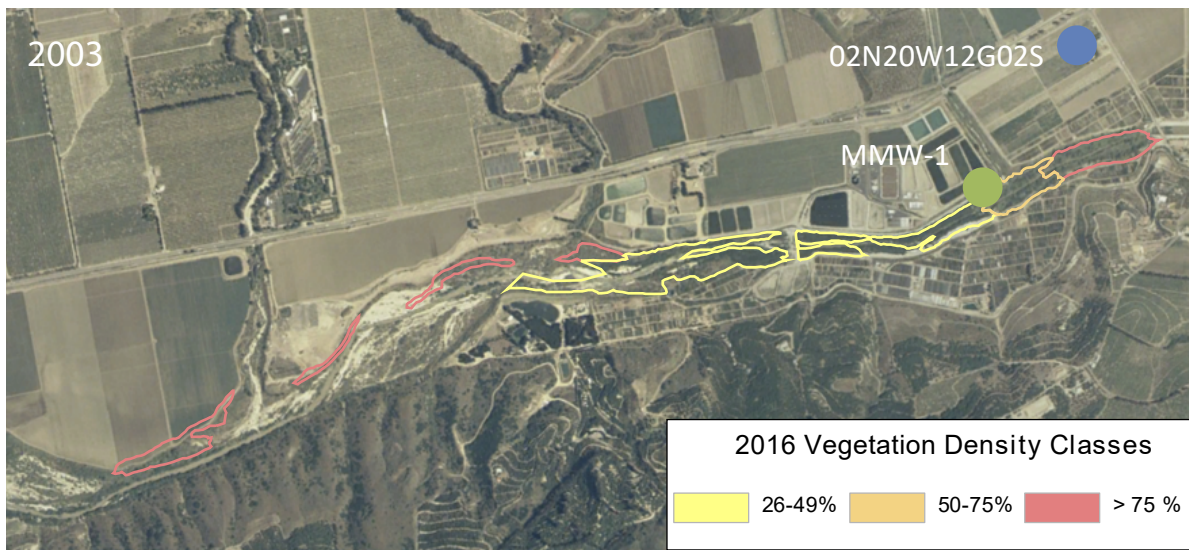 2003
02N20W12G02S
MMW-1
2016 Vegetation Density Classes
26-49%
50-75%
> 75 %